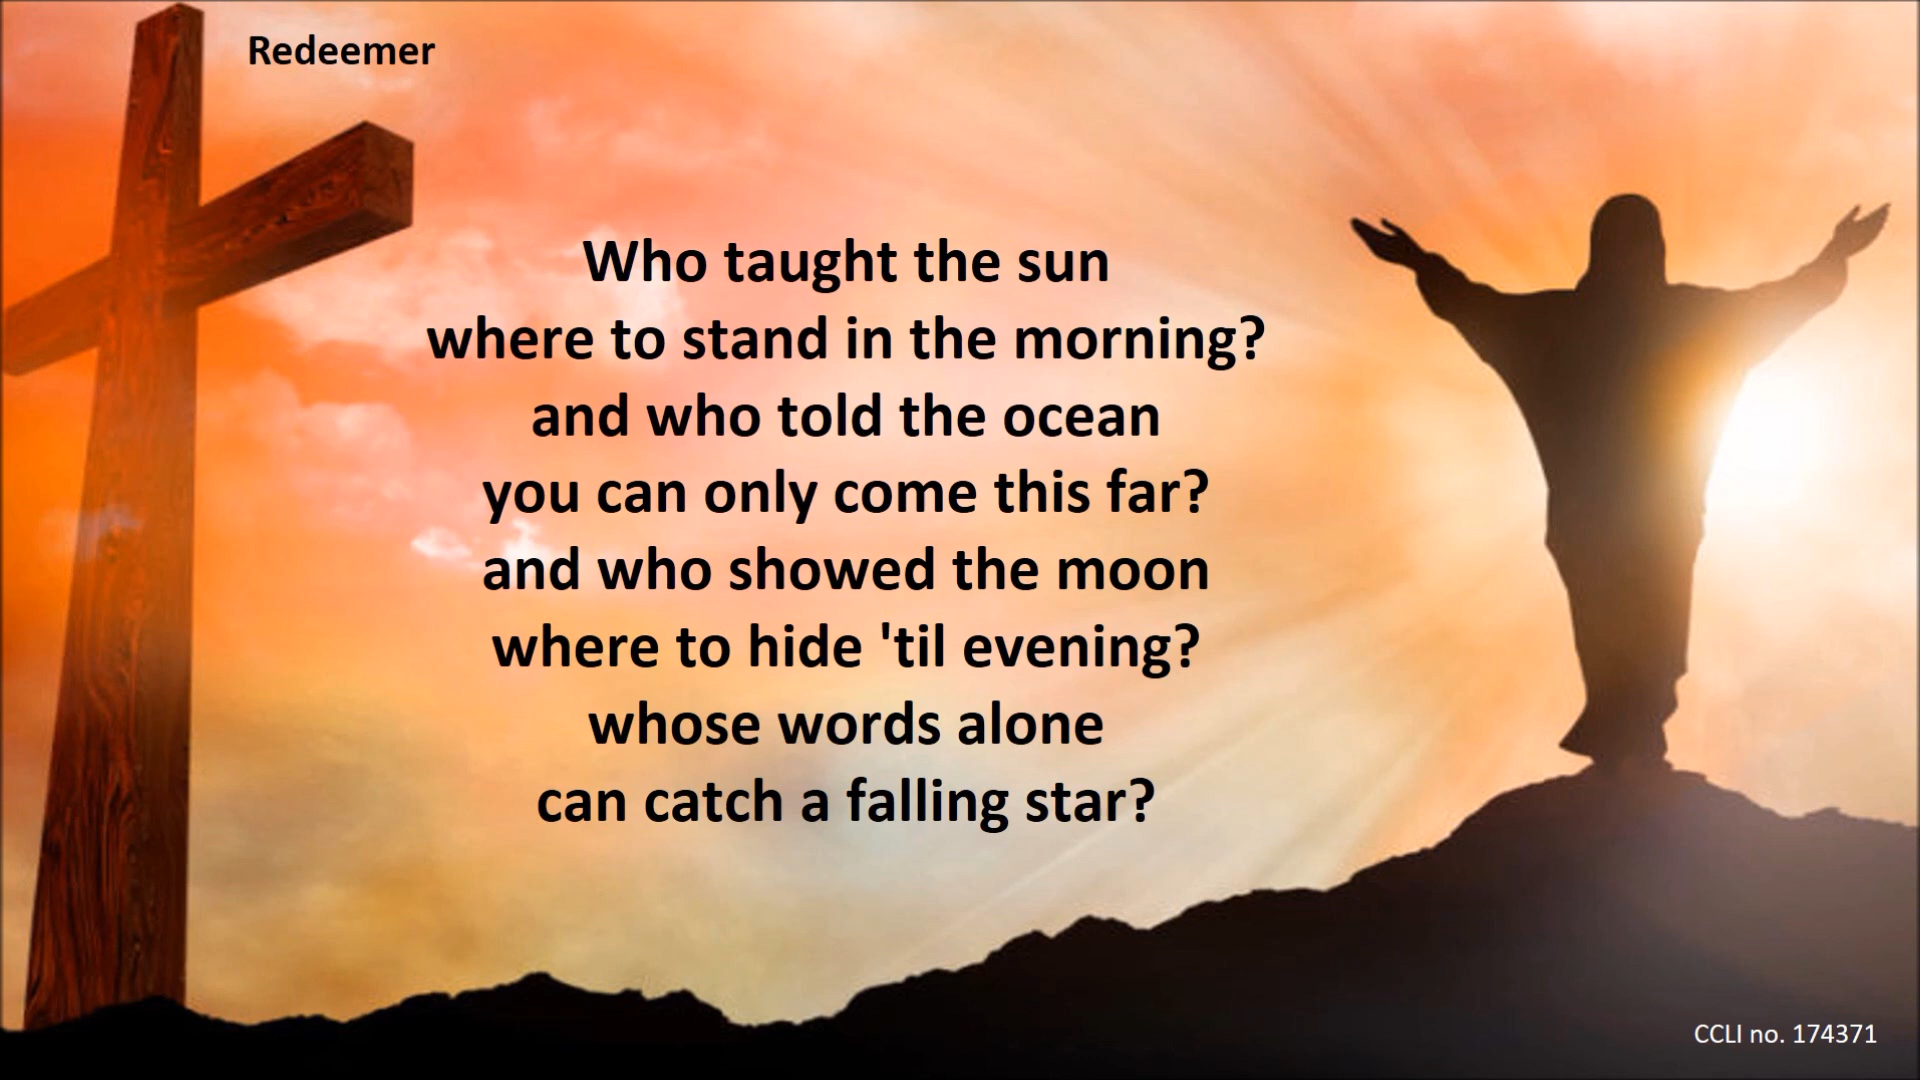 Redeemer
Who taught the sun
where to stand in the morning?
and who told the ocean
you can only come this far?
and who showed the moon
where to hide 'til evening?
whose words alone
can catch a falling star?
CCLI no. 174371